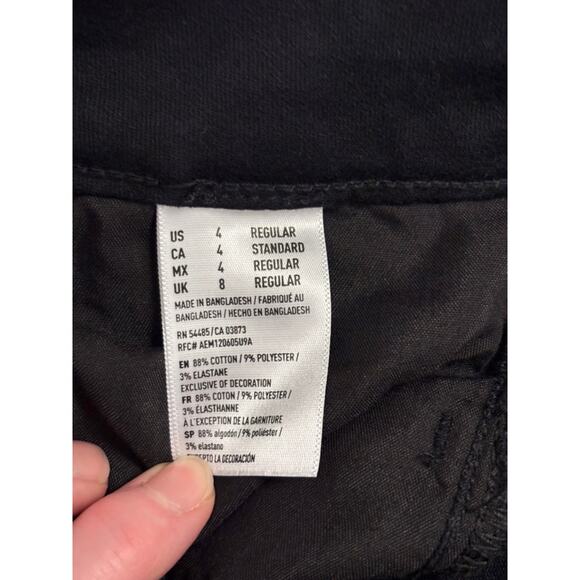 US 4 REGULAR
CA 4 STANDARD
MX 4 REGULAR
UK 8 REGULAR
MADE IN BANGLADESH / FABRIQUÉ AU
BANGLADESH / HECHO EN BANGLADESH
RN 54485/CA 03873
RFC# AEM120605U9A
EN 88% COTTON / 9% POLYESTER /
3% ELASTANE
EXCLUSIVE OF DECORATION
FR 88% COTON / 9% POLYESTER /
3% ÉLASTHANNE
À L'EXCEPTION DE LA GARNITURE
SP 88% algodón / 9% poliéster /
3% elastano
LA DECORACIÓN